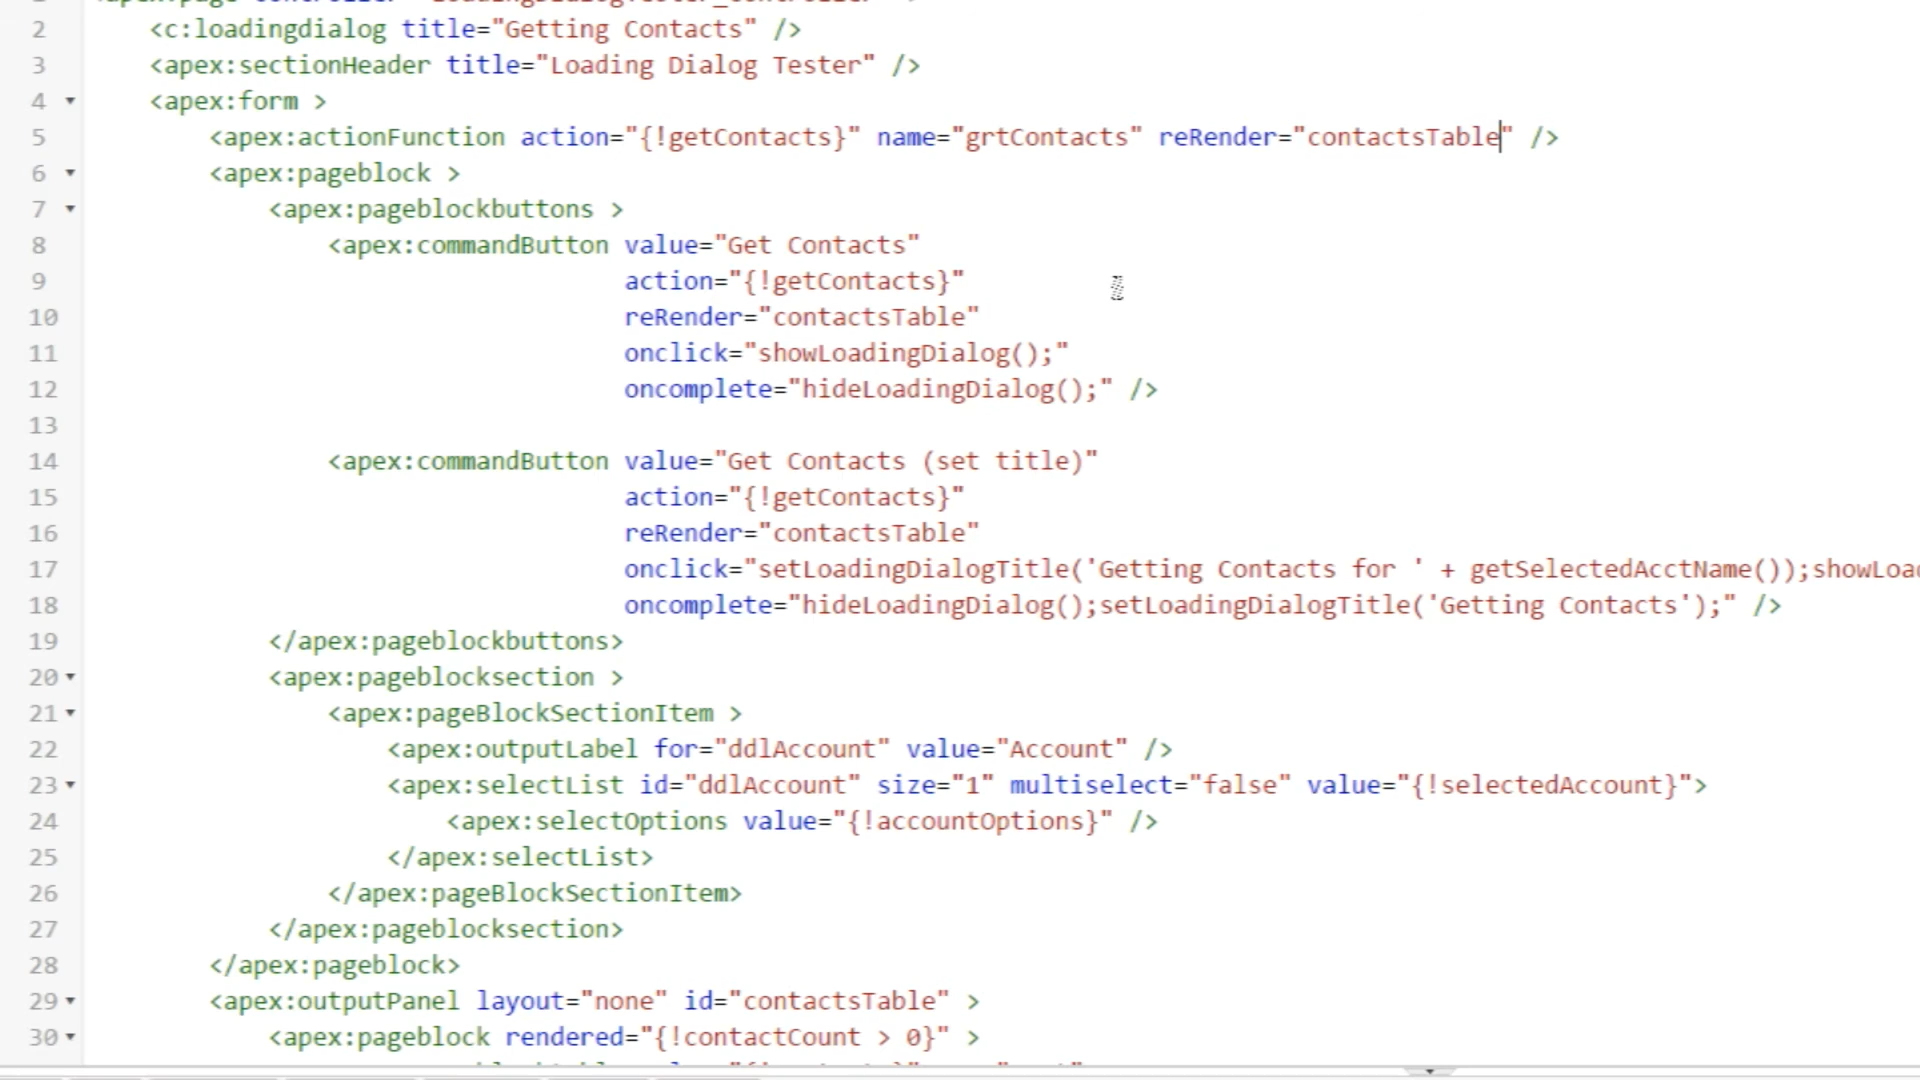 2 <c:loadingdialog title="Getting Contacts" />
3 <apex:sectionHeader title="Loading Dialog Tester" />
4 <apex:form >
5 <apex:actionFunction action="{!getContacts}" name="grtContacts" reRender="contactsTable" />
6 <apex:pageblock >
7 <apex:pageblockbuttons >
8 <apex:commandButton value="Get Contacts"
9 action="{!getContacts}"
10 reRender="contactsTable"
11 onclick="showLoadingDialog();"
12 oncomplete="hideLoadingDialog();" />
13
14 <apex:commandButton value="Get Contacts (set title)"
15 action="{!getContacts}"
16 reRender="contactsTable"
17 onclick="setLoadingDialogTitle('Getting Contacts for ' + getSelectedAcctName());showLoa
18 oncomplete="hideLoadingDialog();setLoadingDialogTitle('Getting Contacts');" />
19 </apex:pageblockbuttons>
20 <apex:pageblocksection >
21 <apex:pageBlockSectionItem >
22 <apex:outputLabel for="ddlAccount" value="Account" />
23 <apex:selectList id="ddlAccount" size="1" multiselect="false" value="{!selectedAccount}">
24 <apex:selectOptions value="{!accountOptions}" />
25 </apex:selectList>
26 </apex:pageBlockSectionItem>
27 </apex:pageblocksection>
28 </apex:pageblock>
29 <apex:outputPanel layout="none" id="contactsTable" >
30 <apex:pageblock rendered="{!contactCount > 0}" >